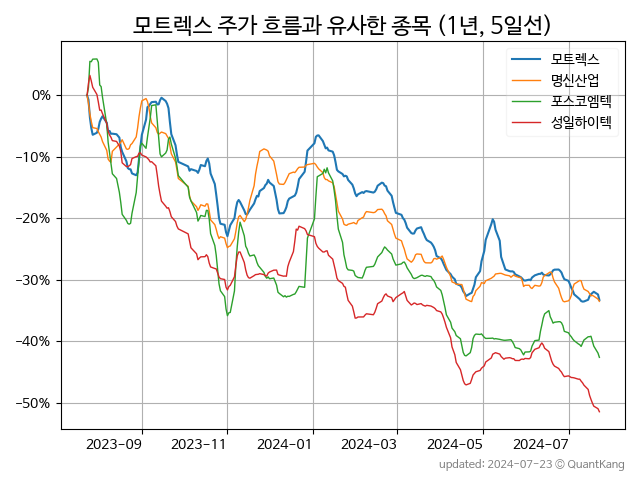 모트렉스 주가 흐름과 유사한 종목 (1년, 5일선)
모트렉스
명신산업
포스코엠텍
성일하이텍
0%
−10%
−20%
−30%
−40%
−50%
2023-09 2023-11 2024-01 2024-03 2024-05 2024-07
updated: 2024-07-23 © QuantKang